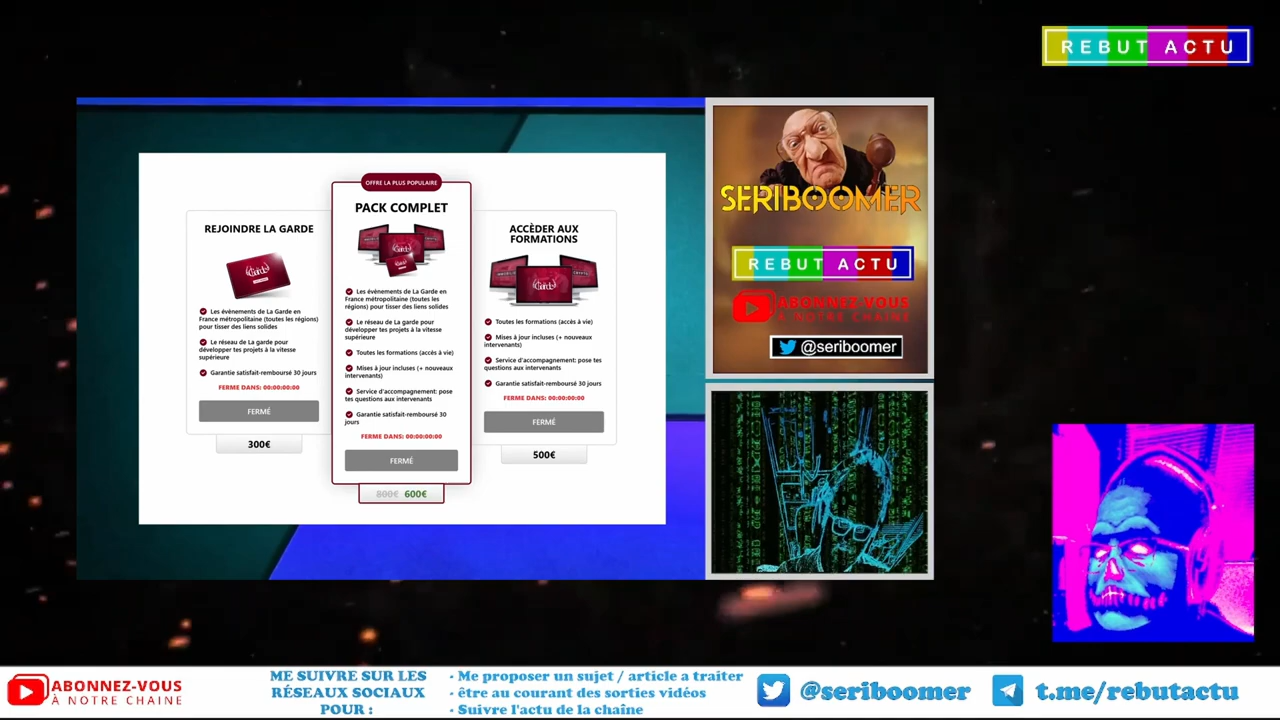 REBUT ACTU
OFFRE LA PLUS POPULAIRE
REJOINDRE LA GARDE
Les évènements de La Garde en
France métropolitaine (toutes les régions)
pour tisser des liens solides
Le réseau de La garde pour
développer tes projets à la vitesse
supérieure
Garantie satisfait-remboursé 30 jours
FERME DANS: 00:00:00:00
FERMÉ
300€
PACK COMPLET
Les évènements de La Garde en
France métropolitaine (toutes les
régions) pour tisser des liens solides
Le réseau de La garde pour
développer tes projets à la vitesse
supérieure
Toutes les formations (accès à vie)
Mises à jour incluses (+ nouveaux
intervenants)
Service d'accompagnement: pose
tes questions aux intervenants
Garantie satisfait-remboursé 30
jours
FERME DANS: 00:00:00:00
FERMÉ
800€ 600€
ACCÈDER AUX
FORMATIONS
Toutes les formations (accès à vie)
Mises à jour incluses (+ nouveaux
intervenants)
Service d'accompagnement: pose tes
questions aux intervenants
Garantie satisfait-remboursé 30 jours
FERME DANS: 00:00:00:00
FERMÉ
500€
SERIBOOMER
REBUT ACTU
ABONNEZ-VOUS
À NOTRE CHAINE
@seriboomer
ABONNEZ-VOUS
À NOTRE CHAINE
ME SUIVRE SUR LES
RÉSEAUX SOCIAUX
POUR :
· Me proposer un sujet / article a traiter
· être au courant des sorties vidéos
· Suivre l'actu de la chaîne
@seriboomer
t.me/rebutactu